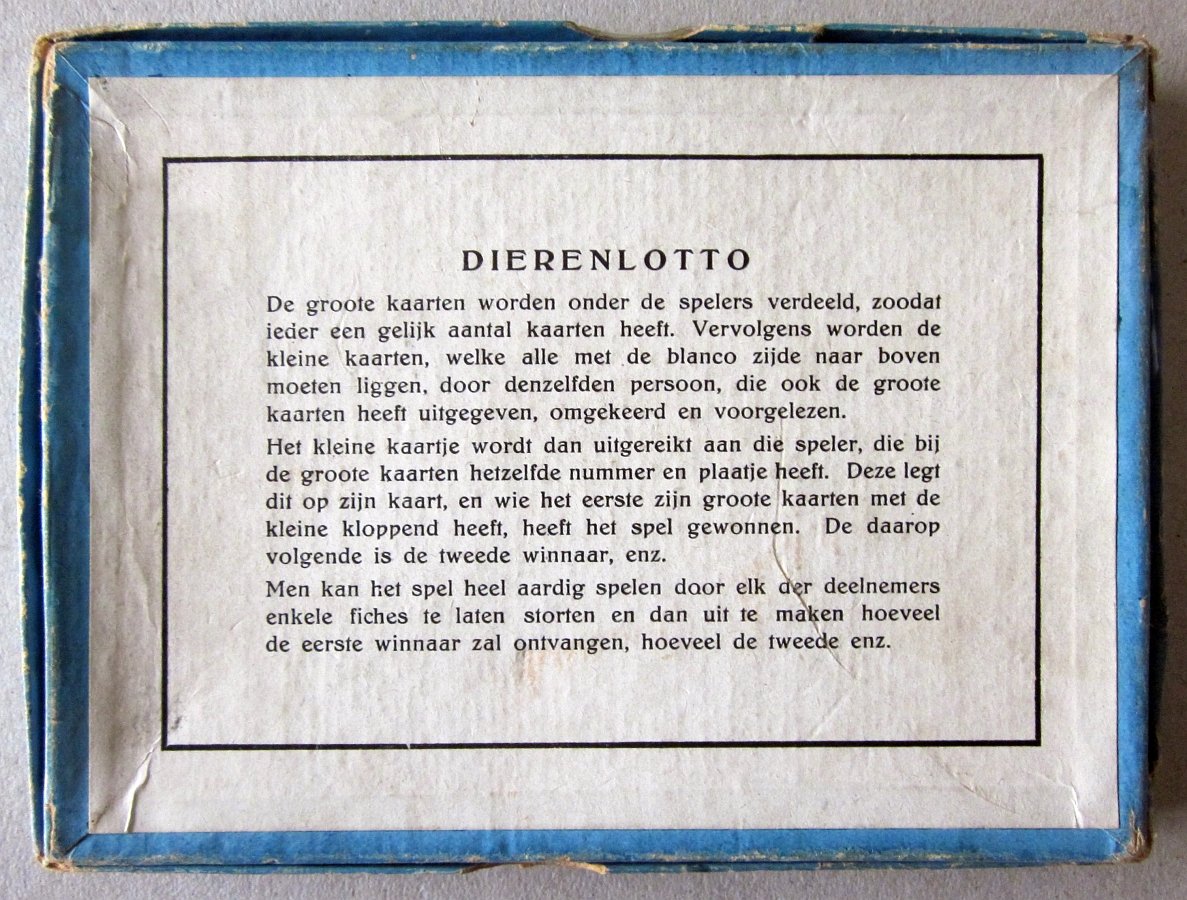 DIERENLOTTO
De groote kaarten worden onder de spelers verdeeld, zoodat
ieder een gelijk aantal kaarten heeft. Vervolgens worden de
kleine kaarten, welke alle met de blanco zijde naar boven
moeten liggen, door denzelfden persoon, die ook de groote
kaarten heeft uitgegeven, omgekeerd en voorgelezen.
Het kleine kaartje wordt dan uitgereikt aan die speler, die bij
de groote kaarten hetzelfde nummer en plaatje heeft. Deze legt
dit op zijn kaart, en wie het eerste zijn groote kaarten met de
kleine kloppend heeft, heeft het spel gewonnen. De daarop
volgende is de tweede winnaar, enz.
Men kan het spel heel aardig spelen door elk der deelnemers
enkele fiches te laten storten en dan uit te maken hoeveel
de eerste winnaar zal ontvangen, hoeveel de tweede enz.